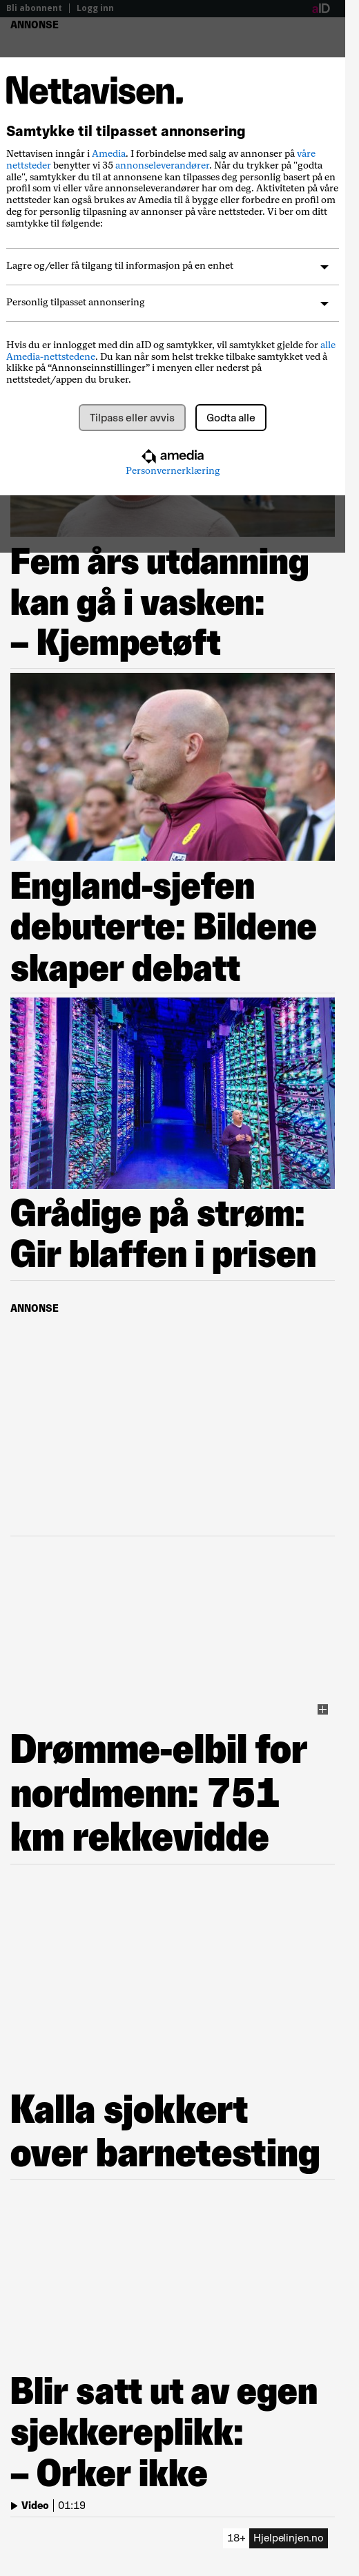 Bli abonnent | Logg inn
aID
ANNONSE
Nettavisen.
Samtykke til tilpasset annonsering
Nettavisen inngår i Amedia. I forbindelse med salg av annonser på våre
nettsteder benytter vi 35 annonseleverandører. Når du trykker på "godta
alle", samtykker du til at annonsene kan tilpasses deg personlig basert på en
profil som vi eller våre annonseleverandører har om deg. Aktiviteten på våre
nettsteder kan også brukes av Amedia til å bygge eller forbedre en profil om
deg for personlig tilpasning av annonser på våre nettsteder. Vi ber om ditt
samtykke til følgende:
Lagre og/eller få tilgang til informasjon på en enhet
Personlig tilpasset annonsering
Hvis du er innlogget med din aID og samtykker, vil samtykket gjelde for alle
Amedia-nettstedene. Du kan når som helst trekke tilbake samtykket ved å
klikke på “Annonseinnstillinger” i menyen eller nederst på
nettstedet/appen du bruker.
Tilpass eller avvis
Godta alle
amedia
Personvernerklæring
Fem års utdanning
kan gå i vasken:
– Kjempetøft
England-sjefen
debuterte: Bildene
skaper debatt
Grådige på strøm:
Gir blaffen i prisen
ANNONSE
Drømme-elbil for
nordmenn: 751
km rekkevidde
Kalla sjokkert
over barnetesting
Blir satt ut av egen
sjekkereplikk:
– Orker ikke
Video | 01:19
18+ Hjelpelinjen.no